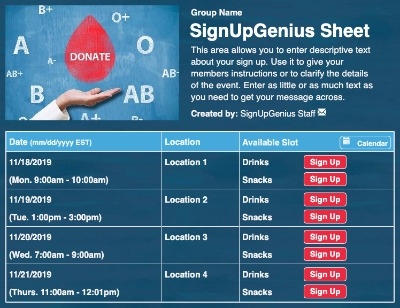 B+
A
O-
O
AB+
A-
B
AB
A+
B-
DONATE
Group Name
SignUpGenius Sheet
This area allows you to enter descriptive text
about your sign up. Use it to give your
members instructions or to clarify the details
of the event. Enter as little or as much text as
you need to get your message across.
Created by: SignUpGenius Staff
Date (mm/dd/yyyy EST) Location Available Slot Calendar
11/18/2019 Location 1 Drinks Sign Up
(Mon. 9:00am - 10:00am) Snacks Sign Up
11/19/2019 Location 2 Drinks Sign Up
(Tue. 1:00pm - 3:00pm) Snacks Sign Up
11/20/2019 Location 3 Drinks Sign Up
(Wed. 7:00am - 9:00am) Snacks Sign Up
11/21/2019 Location 4 Drinks Sign Up
(Thurs. 11:00am - 12:01pm) Snacks Sign Up